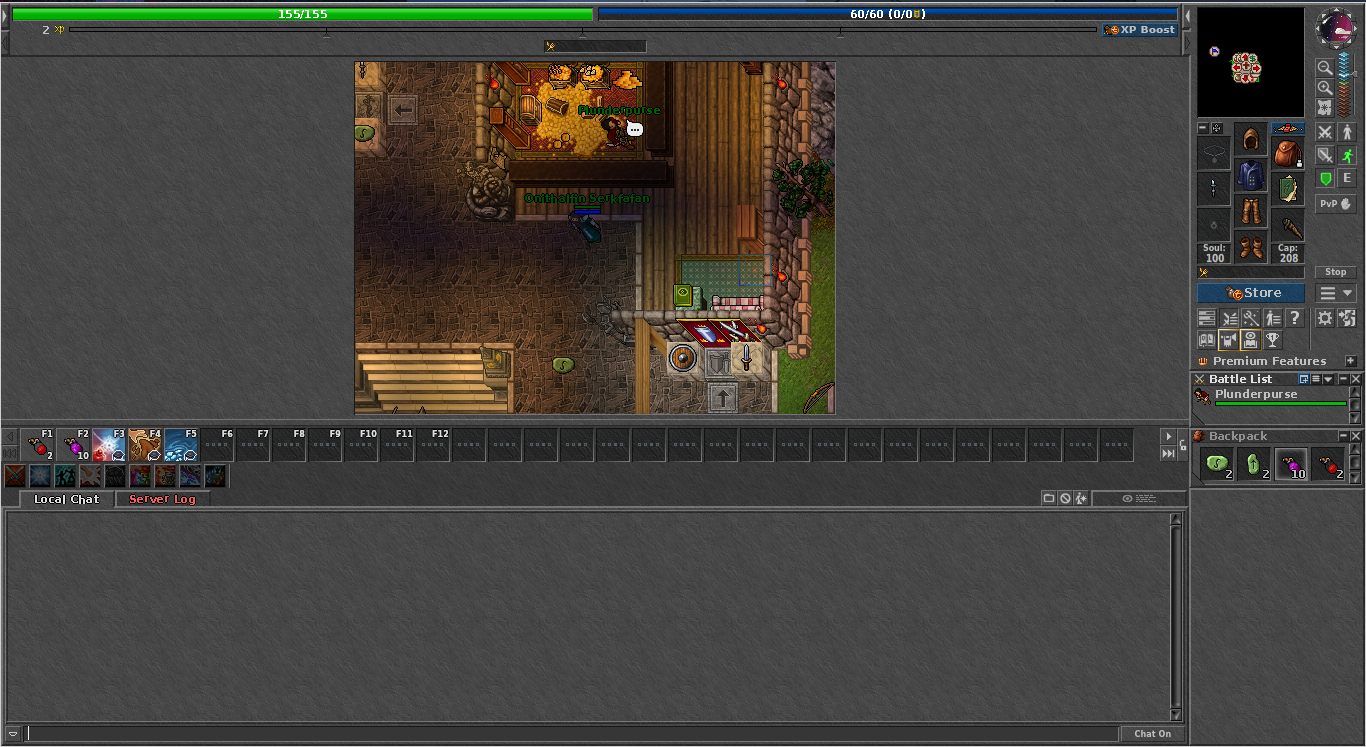 155/155
60/60 (0/0)
2 XP
XP Boost
Plunderpurse
Onithalin Serkfafan
Soul:
100
Cap:
208
E
PvP
Stop
Store
Premium Features
Battle List
Plunderpurse
F1 F2 F3 F4 F5 F6 F7 F8 F9 F10 F11 F12
2 10
Backpack
2 2 10 2
Local Chat Server Log
Chat On